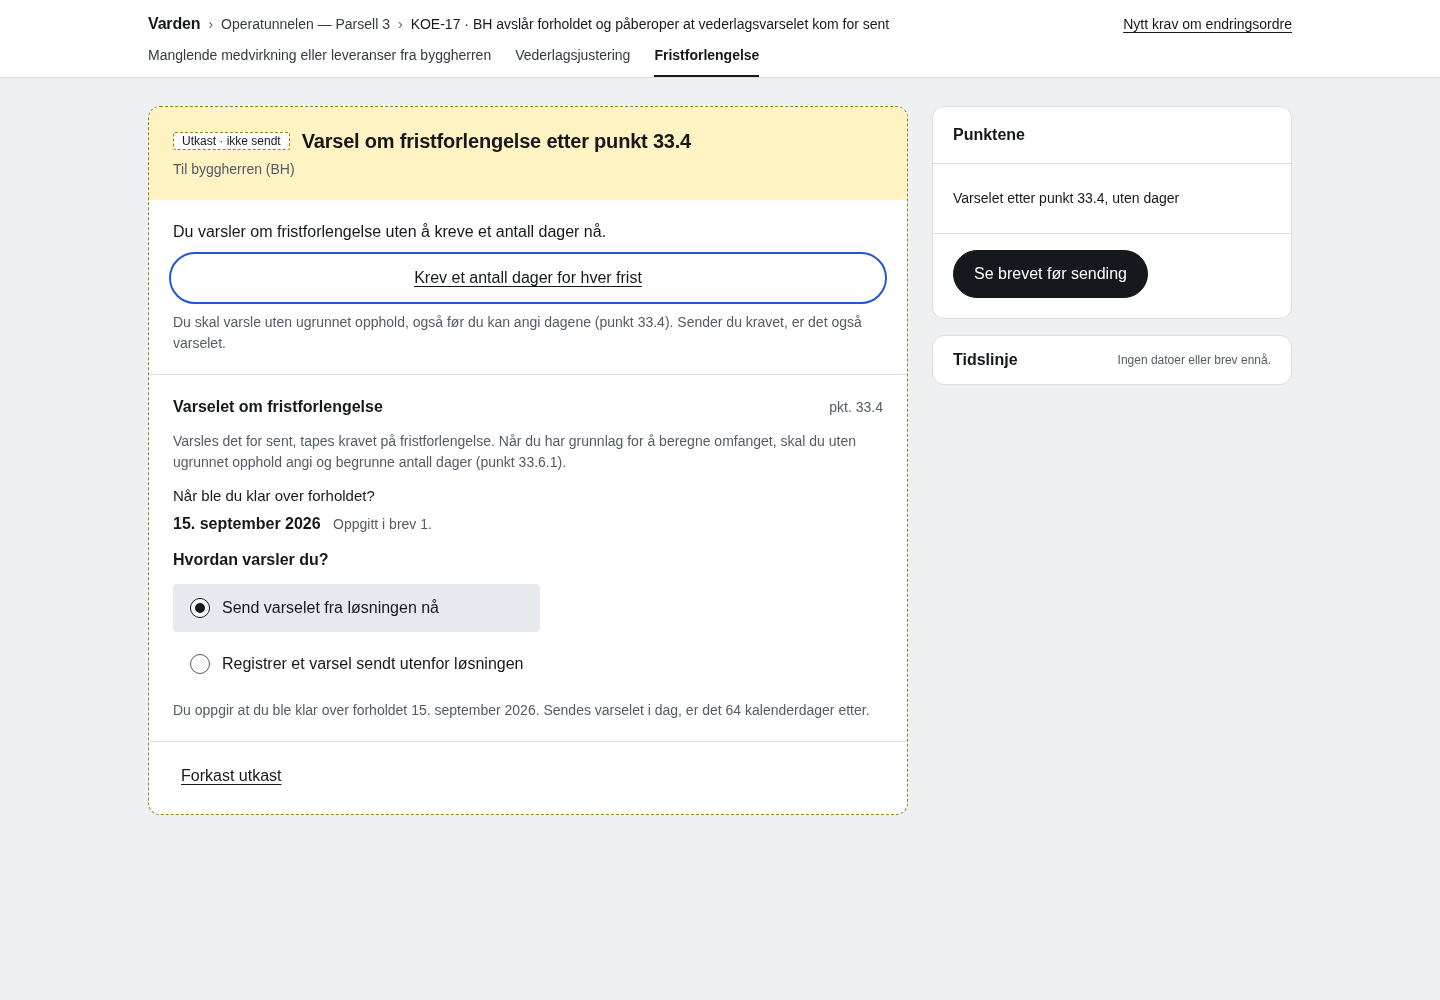 Varden › Operatunnelen — Parsell 3 › KOE-17 · BH avslår forholdet og påberoper at vederlagsvarselet kom for sent
Nytt krav om endringsordre
Manglende medvirkning eller leveranser fra byggherren Vederlagsjustering Fristforlengelse
Utkast · ikke sendt Varsel om fristforlengelse etter punkt 33.4
Til byggherren (BH)
Du varsler om fristforlengelse uten å kreve et antall dager nå.
Krev et antall dager for hver frist
Du skal varsle uten ugrunnet opphold, også før du kan angi dagene (punkt 33.4). Sender du kravet, er det også
varselet.
Varselet om fristforlengelse pkt. 33.4
Varsles det for sent, tapes kravet på fristforlengelse. Når du har grunnlag for å beregne omfanget, skal du uten
ugrunnet opphold angi og begrunne antall dager (punkt 33.6.1).
Når ble du klar over forholdet?
15. september 2026 Oppgitt i brev 1.
Hvordan varsler du?
Send varselet fra løsningen nå
Registrer et varsel sendt utenfor løsningen
Du oppgir at du ble klar over forholdet 15. september 2026. Sendes varselet i dag, er det 64 kalenderdager etter.
Forkast utkast
Punktene
Varselet etter punkt 33.4, uten dager
Se brevet før sending
Tidslinje Ingen datoer eller brev ennå.